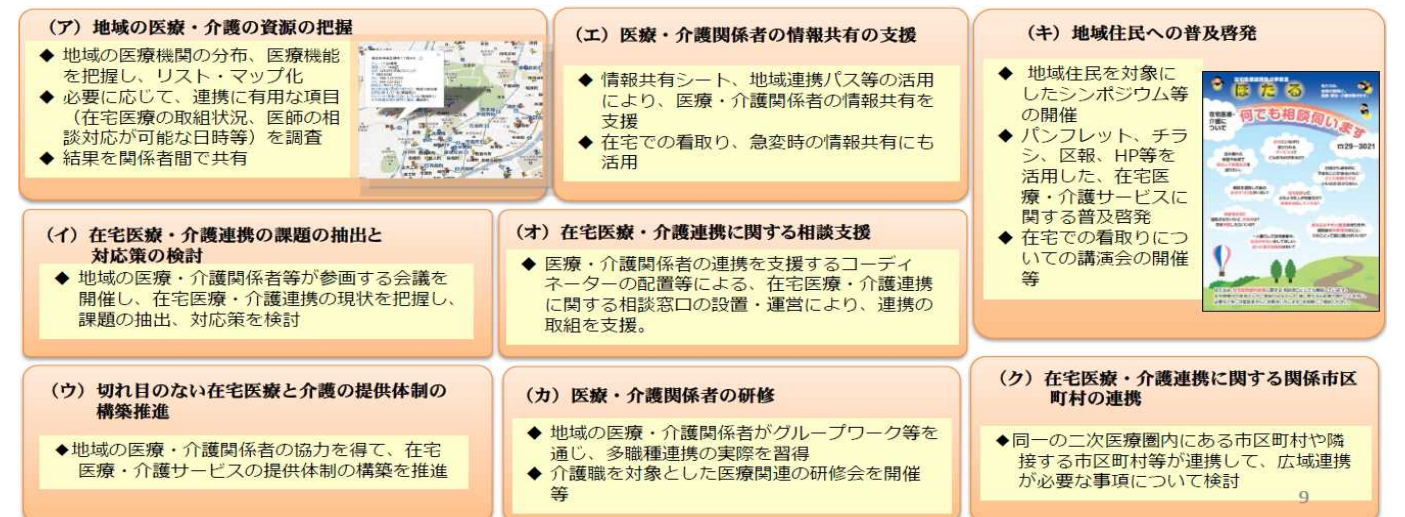 （ア）地域の医療・介護の資源の把握
◆ 地域の医療機関の分布、医療機能
を把握し、リスト・マップ化
◆ 必要に応じて、連携に有用な項目
（在宅医療の取組状況、医師の相
談対応が可能な日時等）を調査
◆ 結果を関係者間で共有
（イ）在宅医療・介護連携の課題の抽出と
対応策の検討
◆ 地域の医療・介護関係者等が参画する会議を
開催し、在宅医療・介護連携の現状を把握し、
課題の抽出、対応策を検討
（ウ）切れ目のない在宅医療と介護の提供体制の
構築推進
◆地域の医療・介護関係者の協力を得て、在宅
医療・介護サービスの提供体制の構築を推進
（エ）医療・介護関係者の情報共有の支援
◆ 情報共有シート、地域連携パス等の活用
により、医療・介護関係者の情報共有を
支援
◆ 在宅での看取り、急変時の情報共有にも
活用
（オ）在宅医療・介護連携に関する相談支援
◆ 医療・介護関係者の連携を支援するコーディ
ネーターの配置等による、在宅医療・介護連携
に関する相談窓口の設置・運営により、連携の
取組を支援。
（カ）医療・介護関係者の研修
◆ 地域の医療・介護関係者がグループワーク等を
通じ、多職種連携の実際を習得
◆ 介護職を対象とした医療関連の研修会を開催
等
（キ）地域住民への普及啓発
◆ 地域住民を対象に
したシンポジウム等
の開催
◆ パンフレット、チラ
シ、区報、HP等を
活用した、在宅医
療・介護サービスに
関する普及啓発
◆ 在宅での看取りにつ
いての講演会の開催
等
ほたる
在宅医療・
介護に
ついて
何でも相談伺います
☎29-3021
（ク）在宅医療・介護連携に関する関係市区
町村の連携
◆同一の二次医療圏内にある市区町村や隣
接する市区町村等が連携して、広域連携
が必要な事項について検討
9